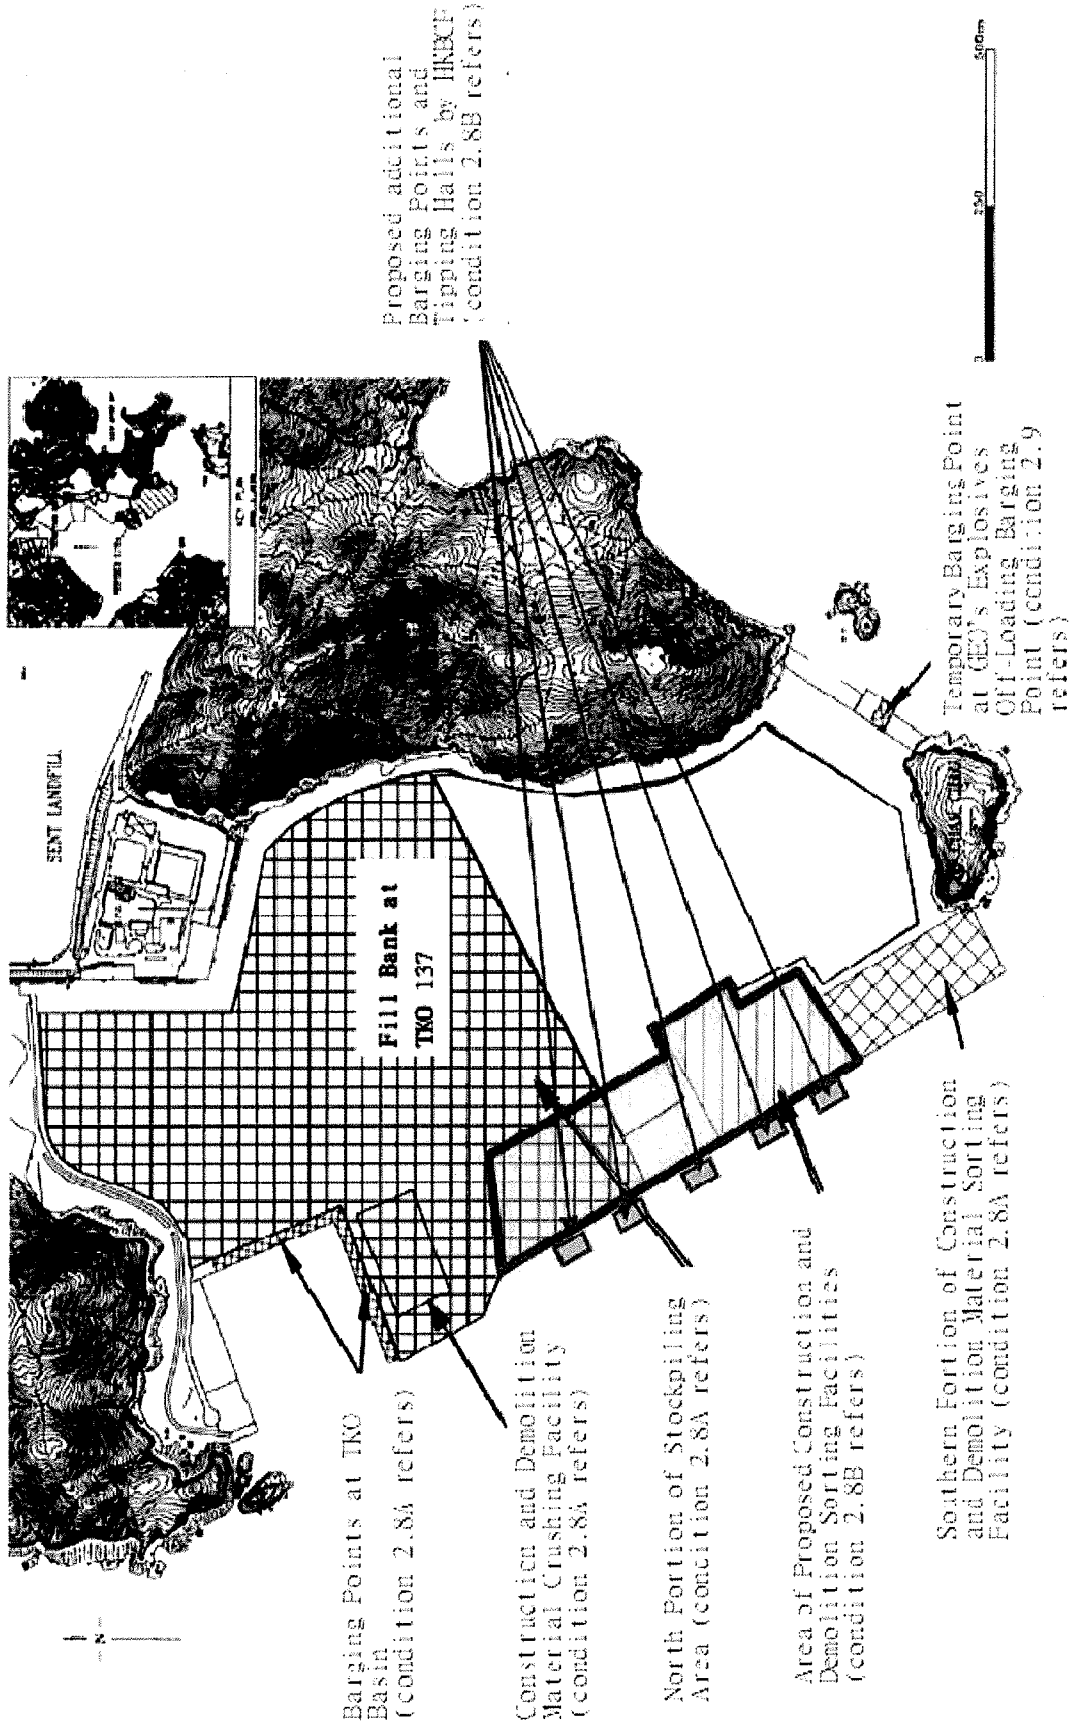 SENT LANDFILL
KEY PLAN
Fill Bank at
TKO 137
Proposed additional
Barging Points and
Tipping Halls by HKBCF
(condition 2.8B refers)
Barging Points at TKO
Basin
(condition 2.8A refers)
Construction and Demolition
Material Crushing Facility
(condition 2.8A refers)
North Portion of Stockpiling
Area (condition 2.8A refers)
Area of Proposed Construction and
Demolition Sorting Facilities
(condition 2.8B refers)
Southern Portion of Construction
and Demolition Material Sorting
Facility (condition 2.8A refers)
Temporary Barging Point
at GEO's Explosives
Off-Loading Barging
Point (condition 2.9
refers)
N
0 250 500m